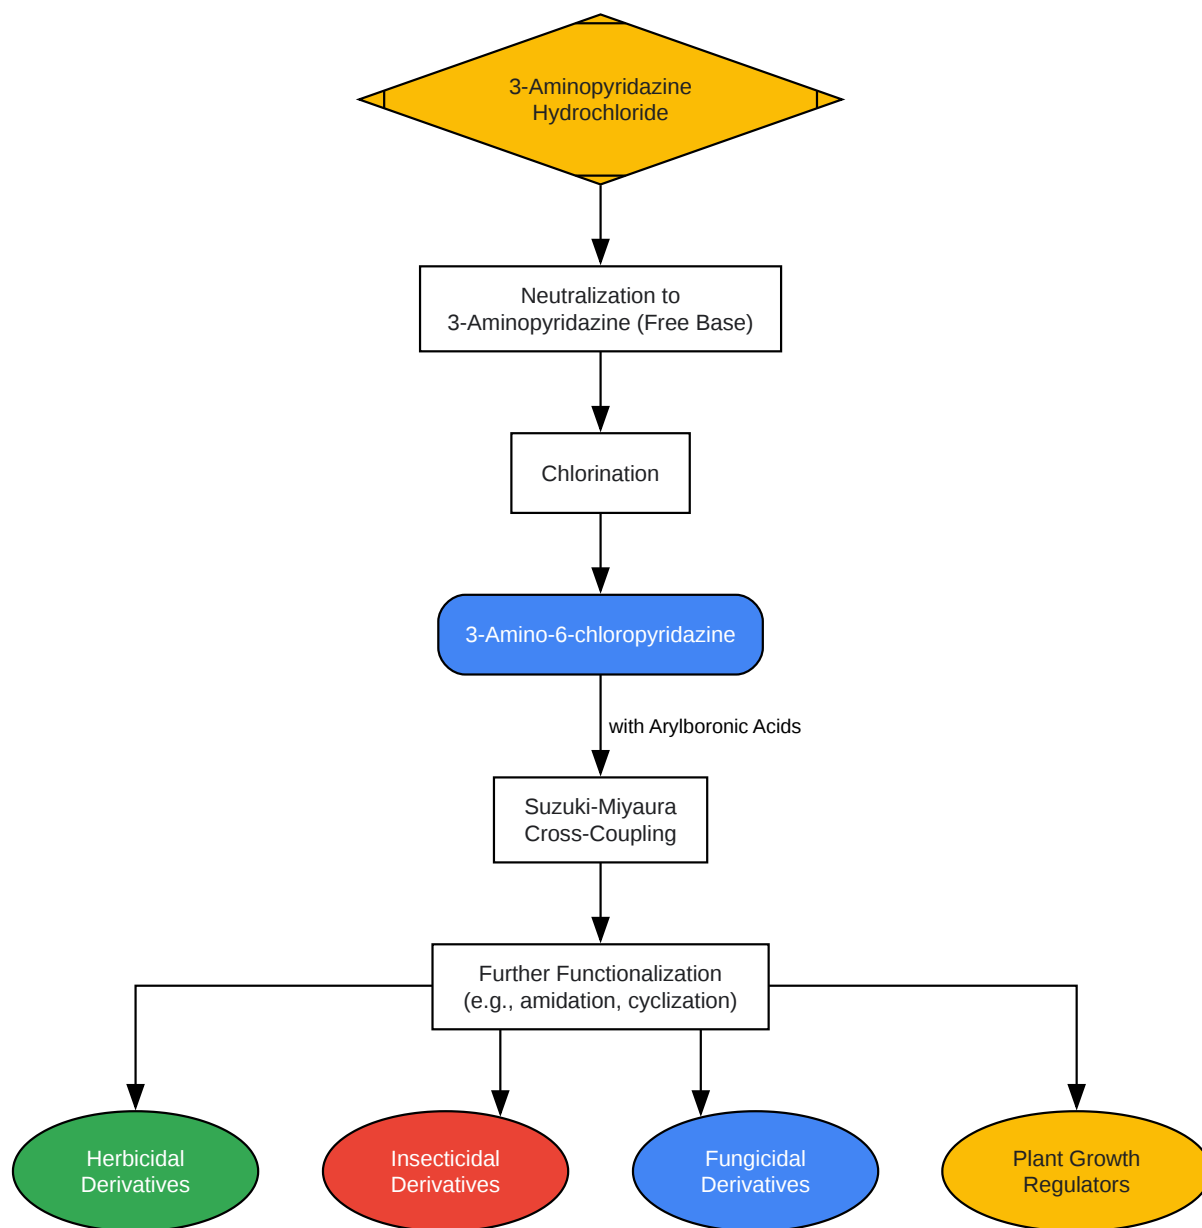 3-Aminopyridazine
Hydrochloride
Neutralization to
3-Aminopyridazine (Free Base)
Chlorination
3-Amino-6-chloropyridazine
with Arylboronic Acids
Suzuki-Miyaura
Cross-Coupling
Further Functionalization
(e.g., amidation, cyclization)
Herbicidal
Derivatives
Insecticidal
Derivatives
Fungicidal
Derivatives
Plant Growth
Regulators